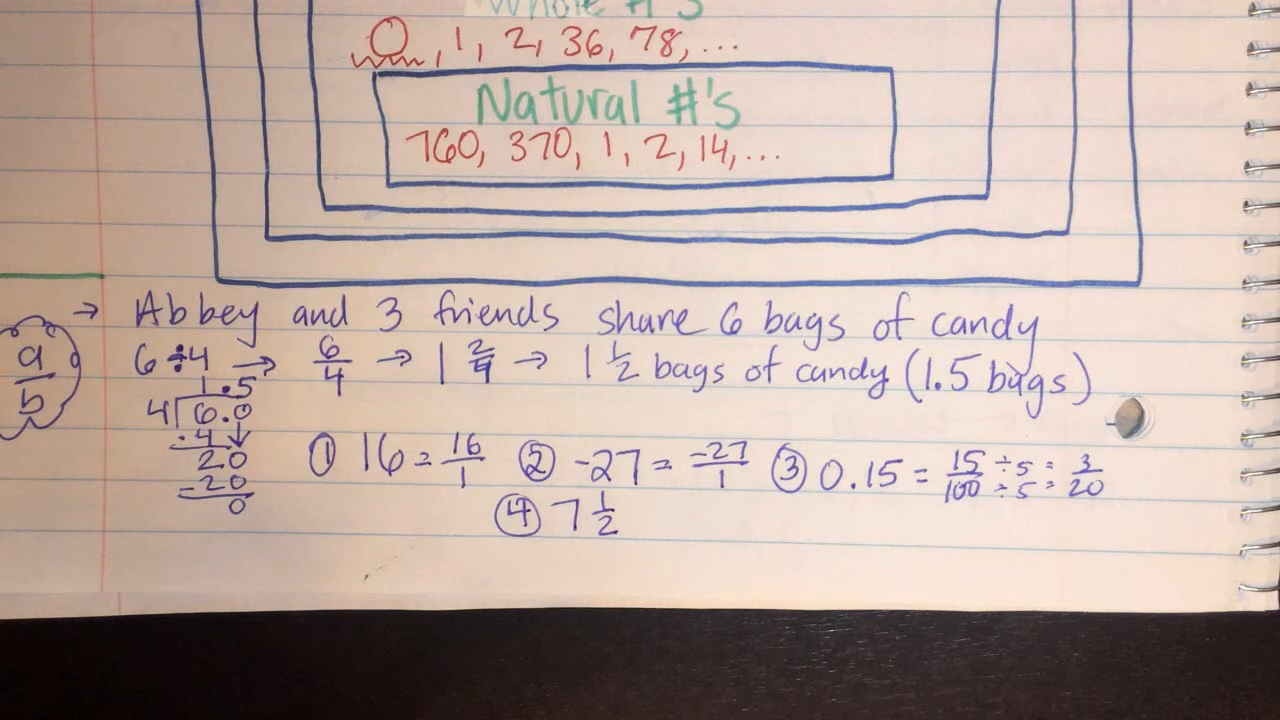 Whole #'s
0, 1, 2, 36, 78, ...
Natural #'s
760, 370, 1, 2, 14, ...
→ Abbey and 3 friends share 6 bags of candy
a/b
6 ÷ 4 → 6/4 → 1 2/4 → 1 1/2 bags of candy (1.5 bags)
1.5
4 6.0
-4
20
-20
0
① 16 = 16/1 ② -27 = -27/1 ③ 0.15 = 15/100 ÷5/÷5 = 3/20
④ 7 1/2